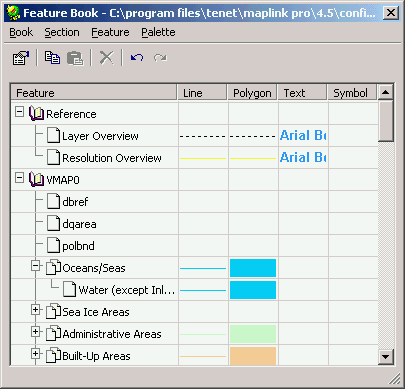 Feature Book - C:\program files\tenet\maplink pro\4.5\confi...
Book Section Feature Palette
Feature Line Polygon Text Symbol
Reference
Layer Overview Arial Bo
Resolution Overview Arial Bo
VMAP0
dbref
dqarea
polbnd
Oceans/Seas
Water (except Inl...
Sea Ice Areas
Administrative Areas
Built-Up Areas